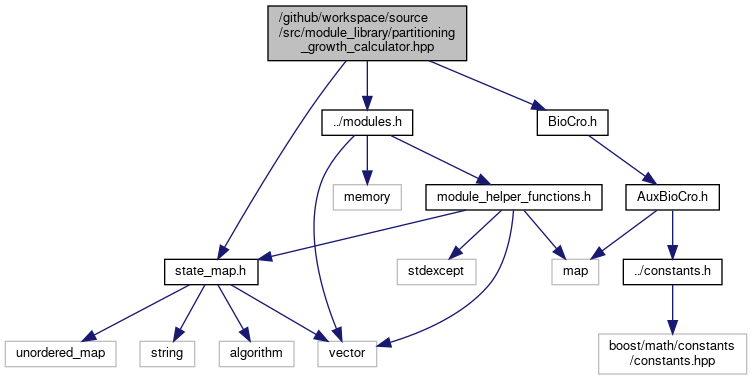 /github/workspace/source
/src/module_library/partitioning
_growth_calculator.hpp
../modules.h
BioCro.h
memory
module_helper_functions.h
AuxBioCro.h
state_map.h
stdexcept
map
../constants.h
unordered_map
string
algorithm
vector
boost/math/constants
/constants.hpp